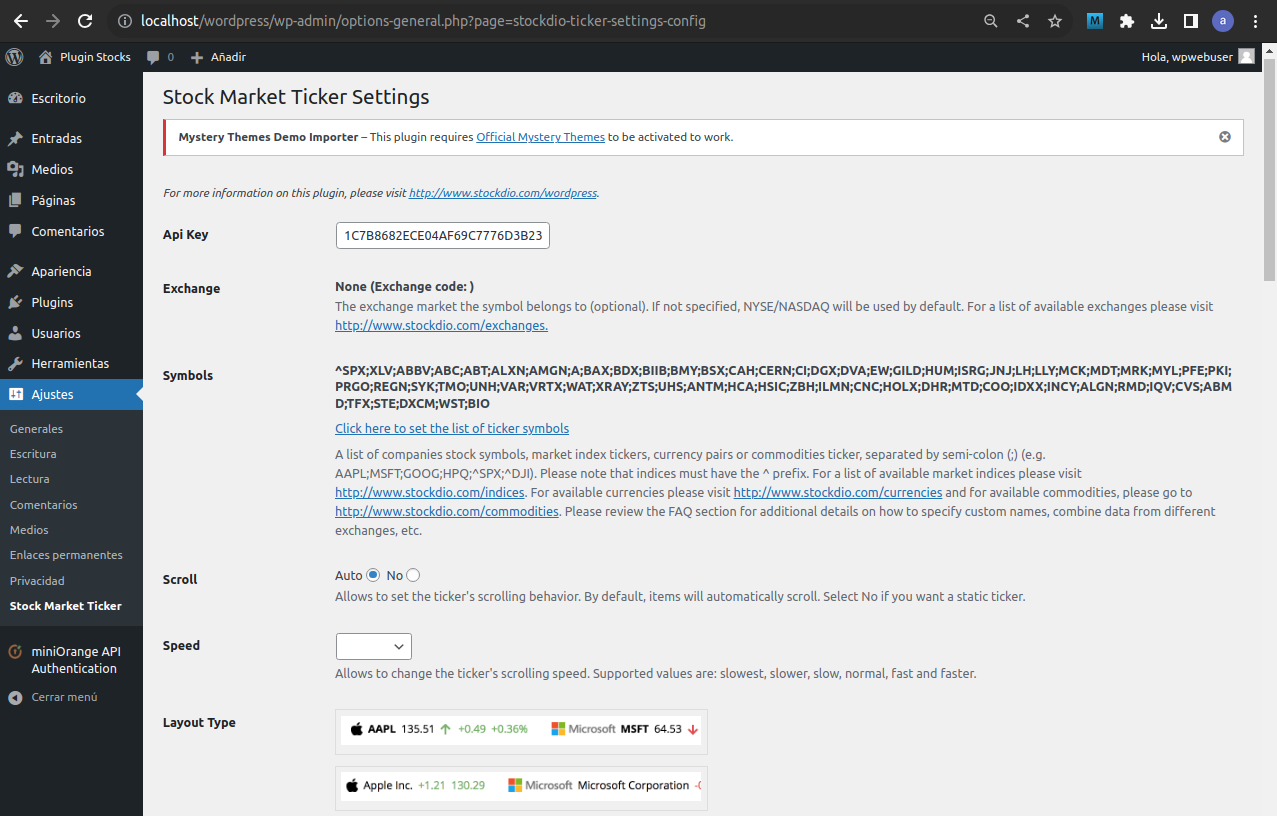 localhost/wordpress/wp-admin/options-general.php?page=stockdio-ticker-settings-config
M
a
Plugin Stocks
0
Añadir
Hola, wpwebuser
Escritorio
Entradas
Medios
Páginas
Comentarios
Apariencia
Plugins
Usuarios
Herramientas
Ajustes
Generales
Escritura
Lectura
Comentarios
Medios
Enlaces permanentes
Privacidad
Stock Market Ticker
miniOrange API
Authentication
Cerrar menú
Stock Market Ticker Settings
Mystery Themes Demo Importer – This plugin requires Official Mystery Themes to be activated to work.
For more information on this plugin, please visit http://www.stockdio.com/wordpress.
Api Key
1C7B8682ECE04AF69C7776D3B23
Exchange
None (Exchange code: )
The exchange market the symbol belongs to (optional). If not specified, NYSE/NASDAQ will be used by default. For a list of available exchanges please visit
http://www.stockdio.com/exchanges.
Symbols
^SPX;XLV;ABBV;ABC;ABT;ALXN;AMGN;A;BAX;BDX;BIIB;BMY;BSX;CAH;CERN;CI;DGX;DVA;EW;GILD;HUM;ISRG;JNJ;LH;LLY;MCK;MDT;MRK;MYL;PFE;PKI;
PRGO;REGN;SYK;TMO;UNH;VAR;VRTX;WAT;XRAY;ZTS;UHS;ANTM;HCA;HSIC;ZBH;ILMN;CNC;HOLX;DHR;MTD;COO;IDXX;INCY;ALGN;RMD;IQV;CVS;ABM
D;TFX;STE;DXCM;WST;BIO
Click here to set the list of ticker symbols
A list of companies stock symbols, market index tickers, currency pairs or commodities ticker, separated by semi-colon (;) (e.g.
AAPL;MSFT;GOOG;HPQ;^SPX;^DJI). Please note that indices must have the ^ prefix. For a list of available market indices please visit
http://www.stockdio.com/indices. For available currencies please visit http://www.stockdio.com/currencies and for available commodities, please go to
http://www.stockdio.com/commodities. Please review the FAQ section for additional details on how to specify custom names, combine data from different
exchanges, etc.
Scroll
Auto No
Allows to set the ticker's scrolling behavior. By default, items will automatically scroll. Select No if you want a static ticker.
Speed
Allows to change the ticker's scrolling speed. Supported values are: slowest, slower, slow, normal, fast and faster.
Layout Type
AAPL 135.51 ↑ +0.49 +0.36% Microsoft MSFT 64.53 ↓
Apple Inc. +1.21 130.29 Microsoft Microsoft Corporation